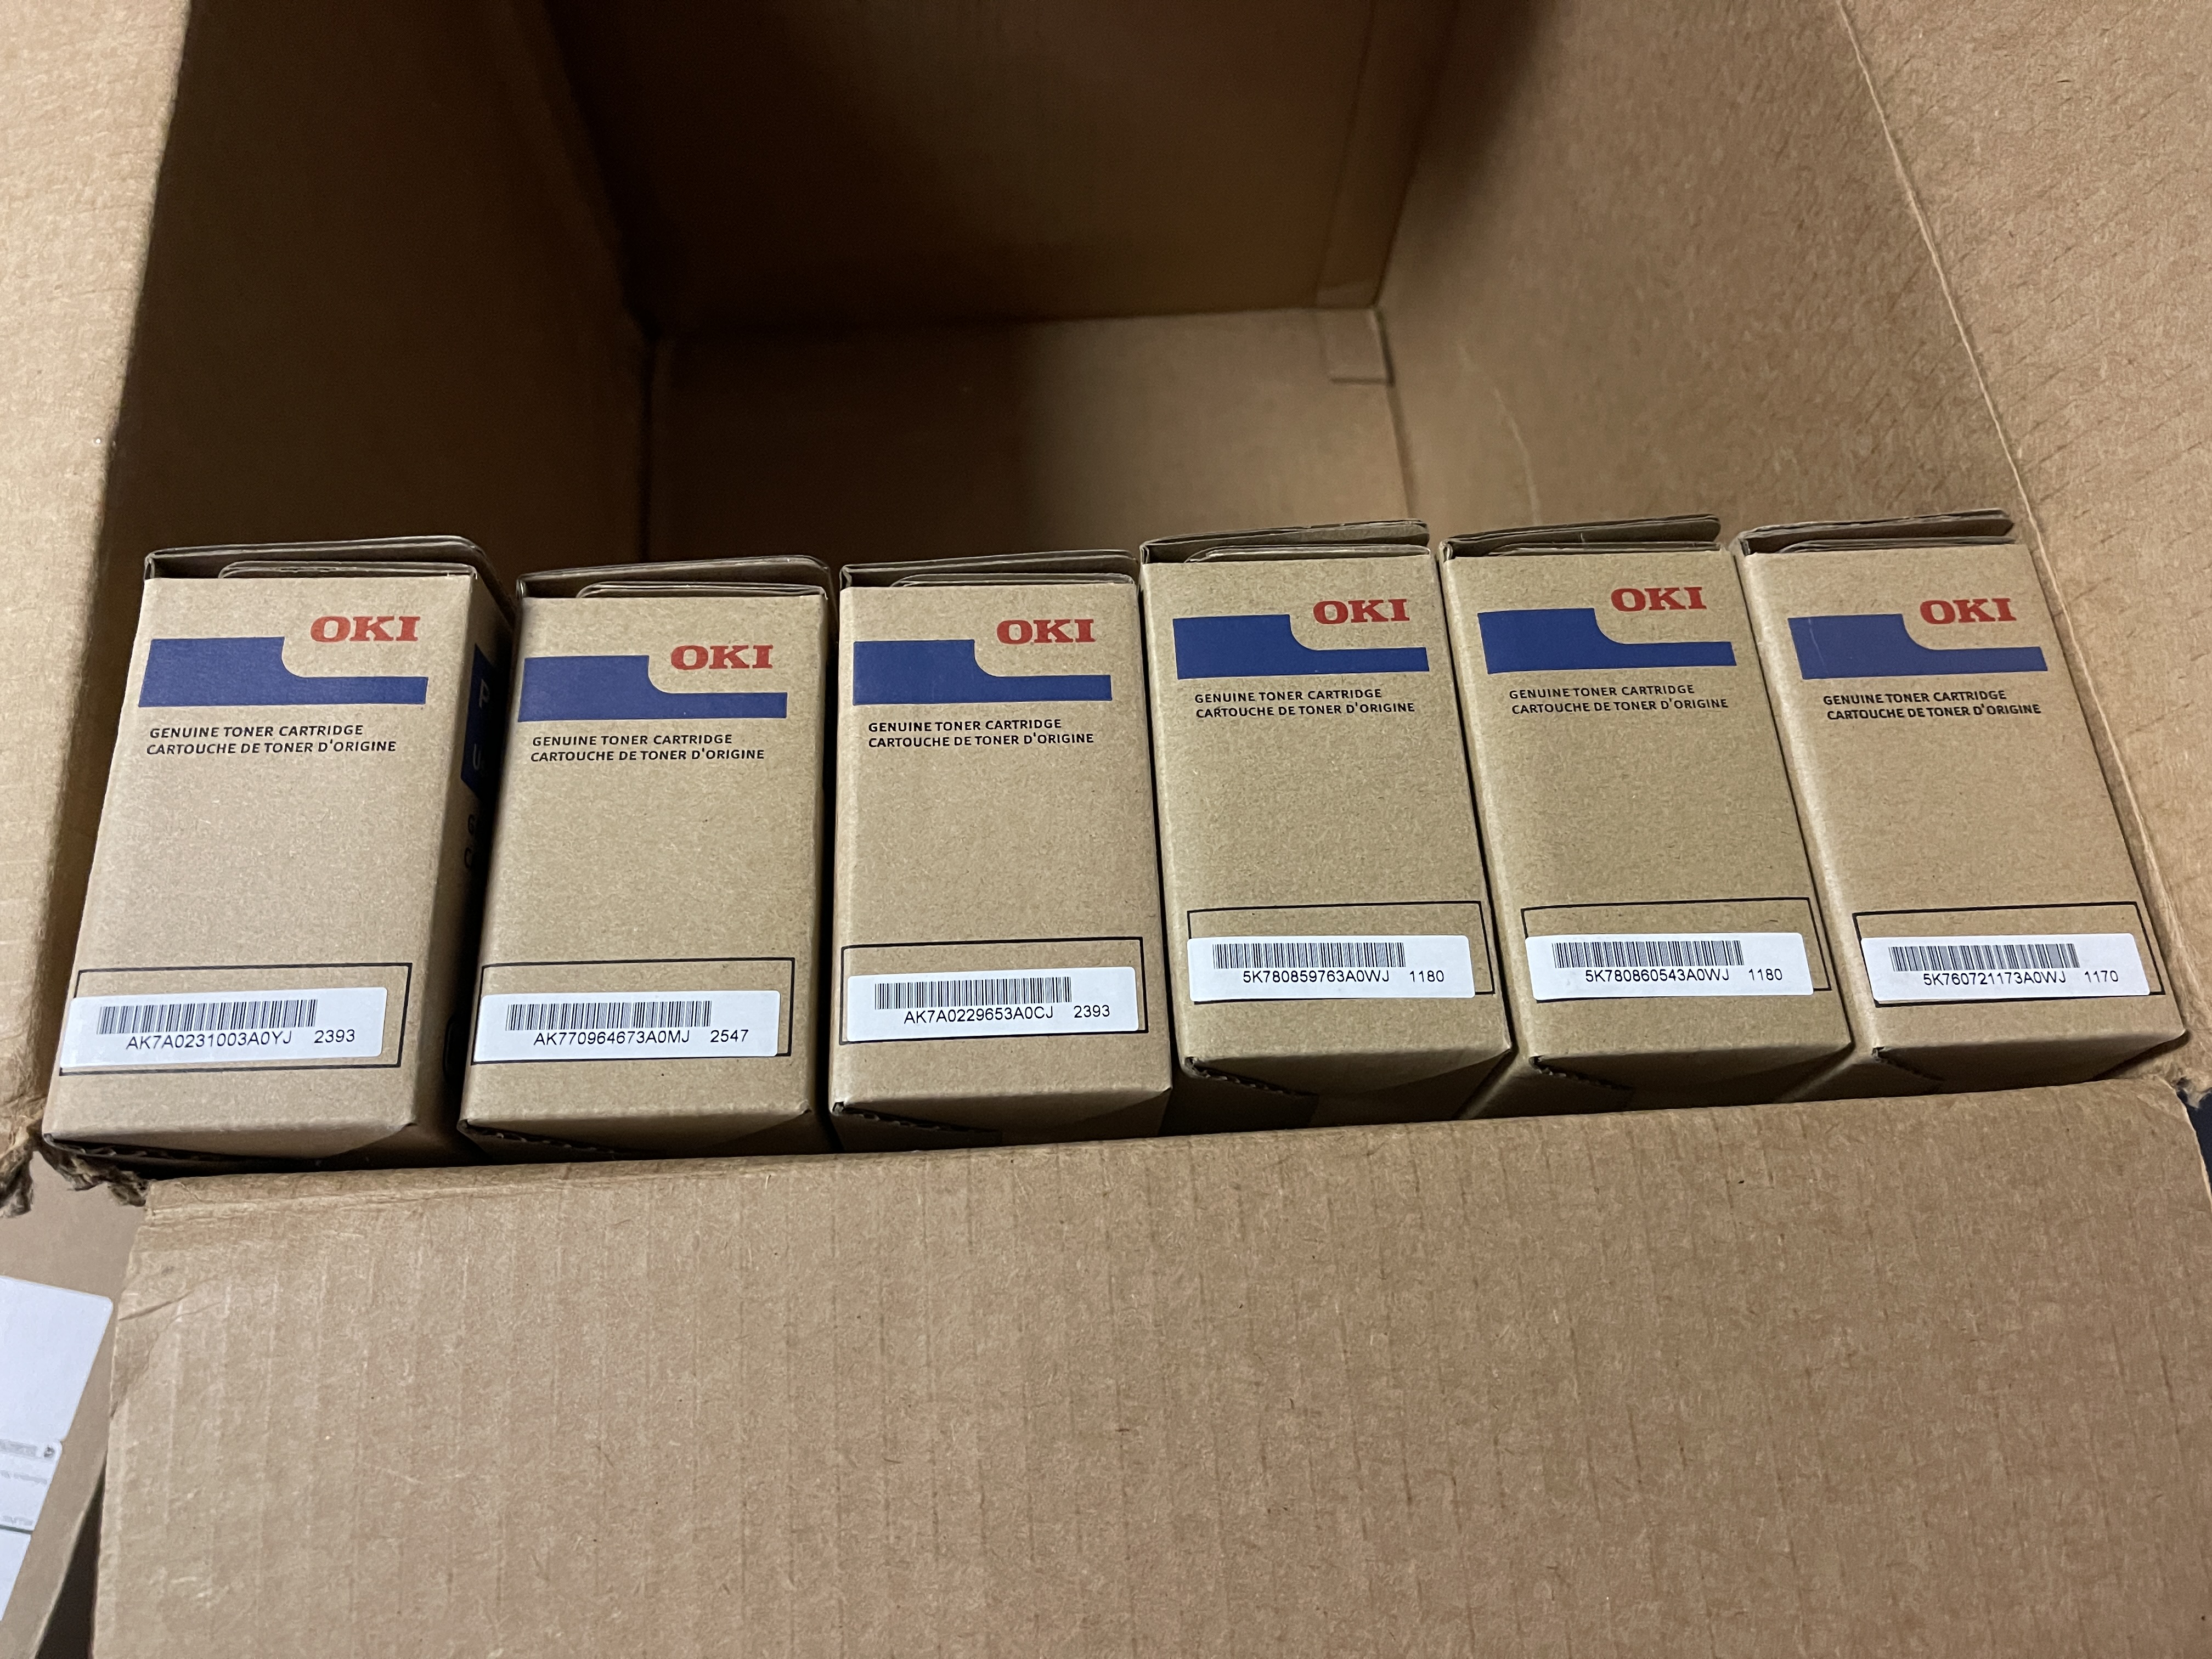 OKI
GENUINE TONER CARTRIDGE
CARTOUCHE DE TONER D'ORIGINE
AK7A0231003A0YJ 2393
OKI
GENUINE TONER CARTRIDGE
CARTOUCHE DE TONER D'ORIGINE
AK770964673A0MJ 2547
OKI
GENUINE TONER CARTRIDGE
CARTOUCHE DE TONER D'ORIGINE
AK7A0229653A0CJ 2393
OKI
GENUINE TONER CARTRIDGE
CARTOUCHE DE TONER D'ORIGINE
5K780859763A0WJ 1180
OKI
GENUINE TONER CARTRIDGE
CARTOUCHE DE TONER D'ORIGINE
5K780860543A0WJ 1180
OKI
GENUINE TONER CARTRIDGE
CARTOUCHE DE TONER D'ORIGINE
5K760721173A0WJ 1170